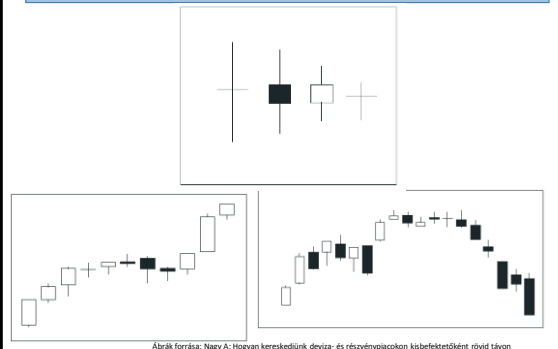 Ábrák forrása: Nagy Á: Hogyan kereskedjünk deviza- és részvénypiacokon kisbefektetőként rövid távon